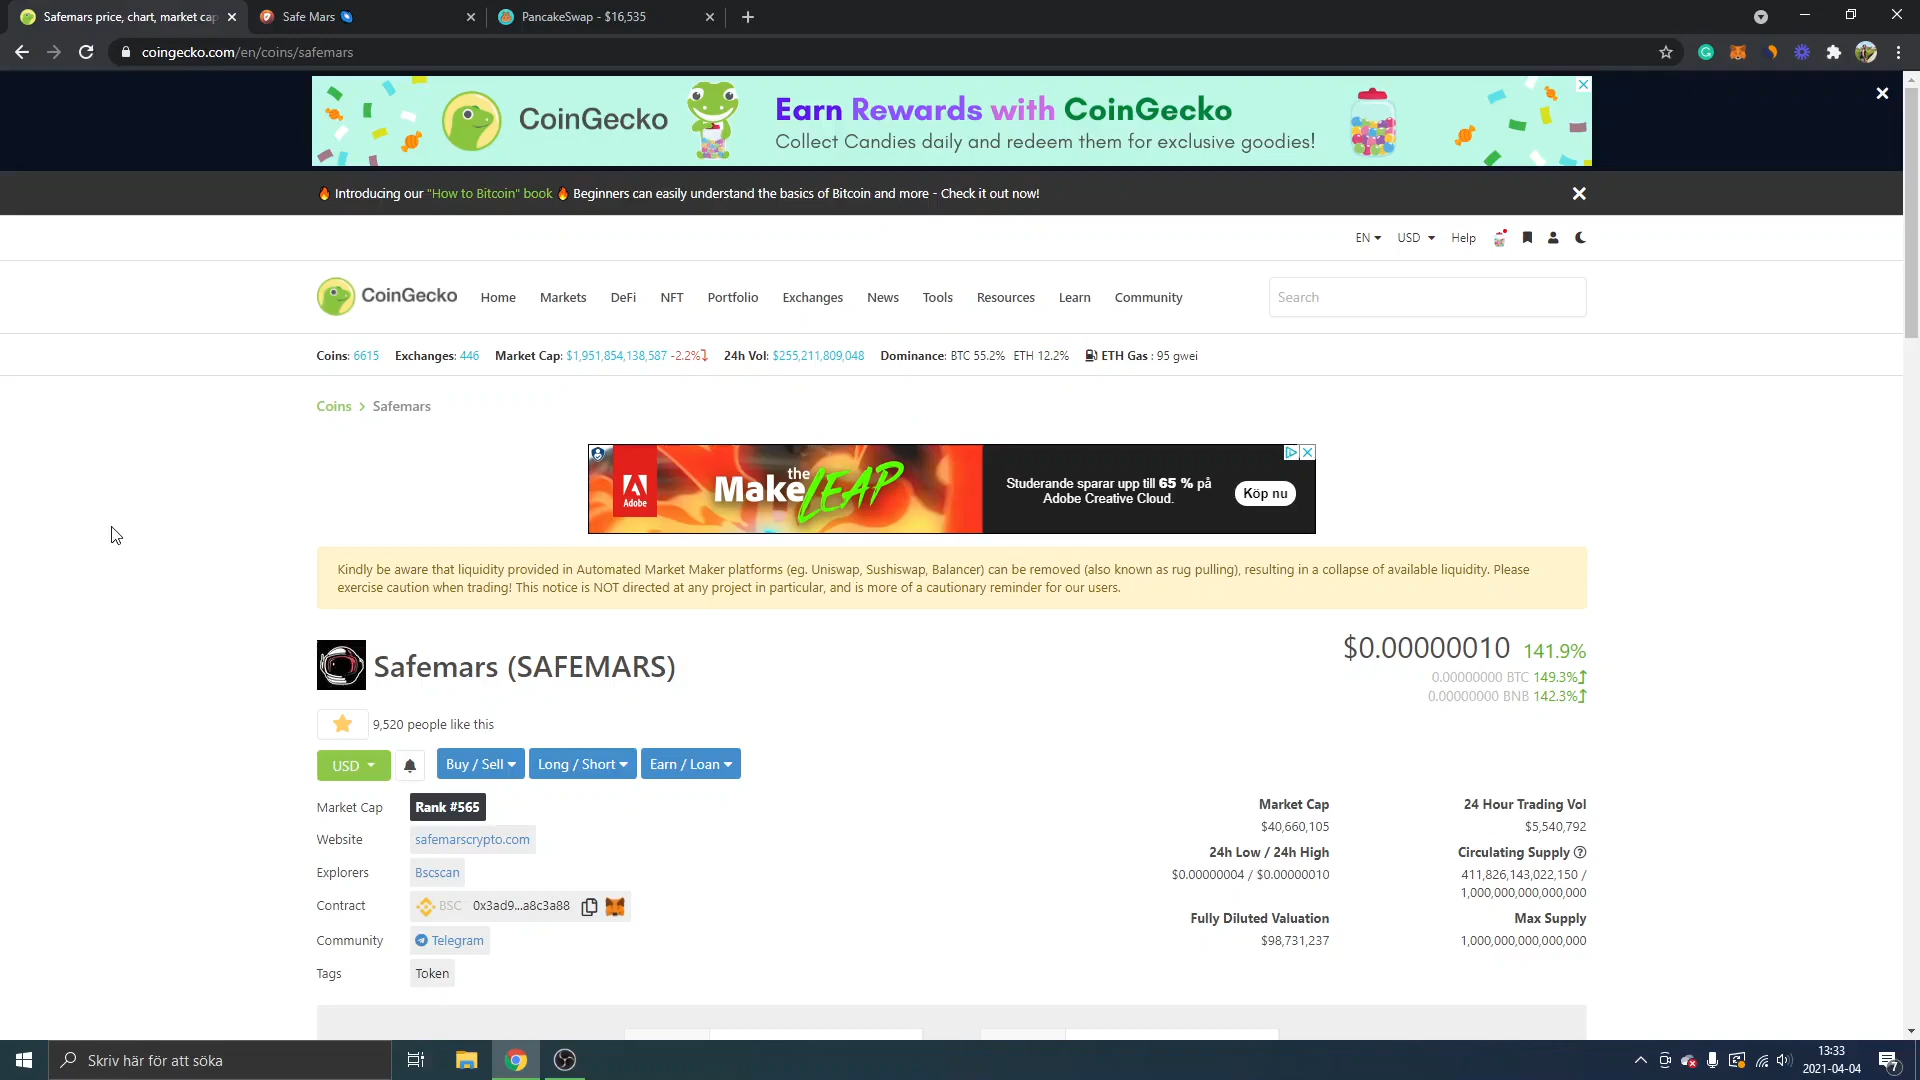 Safemars price, chart, market cap
Safe Mars
PancakeSwap - $16,535
coingecko.com/en/coins/safemars
CoinGecko
Earn Rewards with CoinGecko
Collect Candies daily and redeem them for exclusive goodies!
Introducing our "How to Bitcoin" book
Beginners can easily understand the basics of Bitcoin and more - Check it out now!
EN
USD
Help
CoinGecko
Home
Markets
DeFi
NFT
Portfolio
Exchanges
News
Tools
Resources
Learn
Community
Search
Coins: 6615
Exchanges: 446
Market Cap: $1,951,854,138,587 -2.2%
24h Vol: $255,211,809,048
Dominance: BTC 55.2% ETH 12.2%
ETH Gas : 95 gwei
Coins > Safemars
Adobe
Make the LEAP
Studerande sparar upp till 65 % på
Adobe Creative Cloud.
Köp nu
Kindly be aware that liquidity provided in Automated Market Maker platforms (eg. Uniswap, Sushiswap, Balancer) can be removed (also known as rug pulling), resulting in a collapse of available liquidity. Please
exercise caution when trading! This notice is NOT directed at any project in particular, and is more of a cautionary reminder for our users.
Safemars (SAFEMARS)
$0.00000010 141.9%
0.00000000 BTC 149.3%
0.00000000 BNB 142.3%
9,520 people like this
USD
Buy / Sell
Long / Short
Earn / Loan
Market Cap
Rank #565
Website
safemarscrypto.com
Explorers
Bscscan
Contract
BSC 0x3ad9...a8c3a88
Community
Telegram
Tags
Token
Market Cap
$40,660,105
24h Low / 24h High
$0.00000004 / $0.00000010
Fully Diluted Valuation
$98,731,237
24 Hour Trading Vol
$5,540,792
Circulating Supply
411,826,143,022,150 /
1,000,000,000,000,000
Max Supply
1,000,000,000,000,000
Skriv här för att söka
13:33
2021-04-04
7